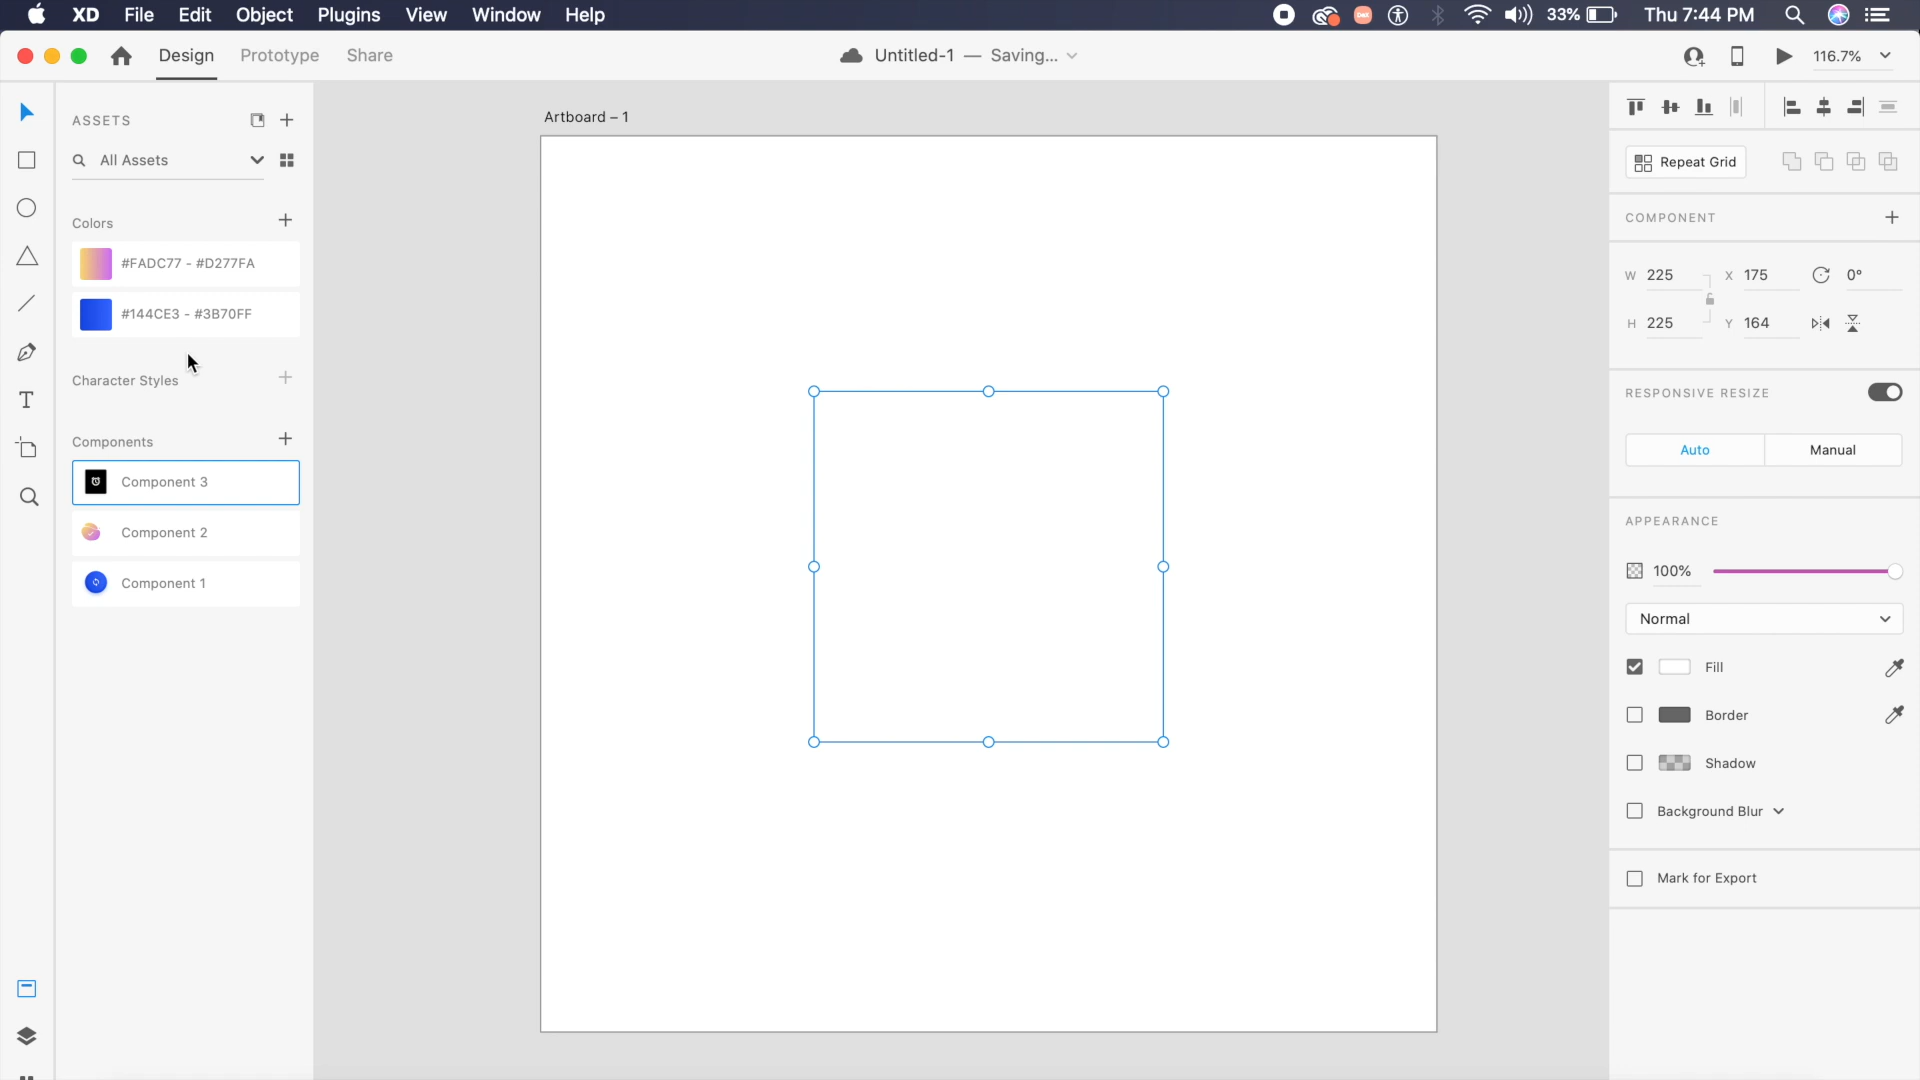 XD File Edit Object Plugins View Window Help 33% Thu 7:44 PM
Design Prototype Share Untitled-1 — Saving... 116.7%
ASSETS
All Assets
Colors
#FADC77 - #D277FA
#144CE3 - #3B70FF
Character Styles
Components
Component 3
Component 2
Component 1
Artboard – 1
Repeat Grid
COMPONENT
W 225 X 175 0°
H 225 Y 164
RESPONSIVE RESIZE
Auto Manual
APPEARANCE
100%
Normal
Fill
Border
Shadow
Background Blur
Mark for Export